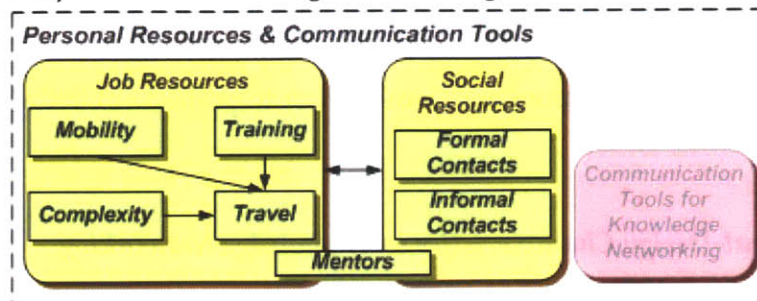 Personal Resources & Communication Tools
Job Resources
Mobility
Training
Complexity
Travel
Social
Resources
Formal
Contacts
Informal
Contacts
Mentors
Communication
Tools for
Knowledge
Networking